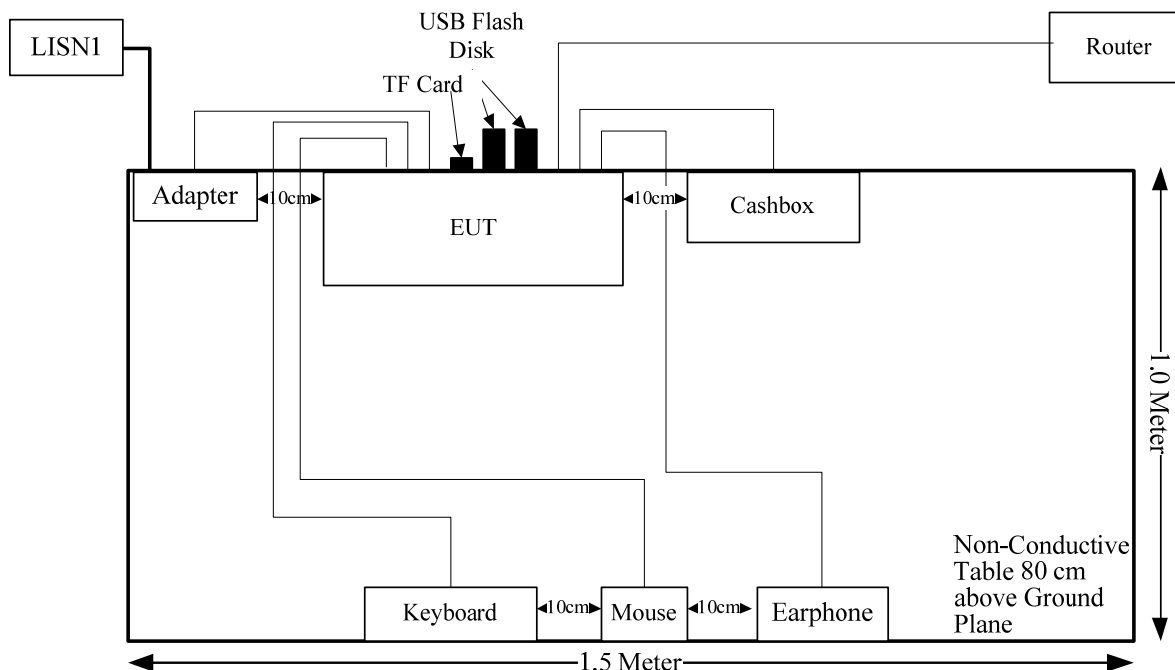 LISN1
USB Flash
Disk
TF Card
Router
Adapter
10cm
EUT
10cm
Cashbox
1.0 Meter
Non-Conductive
Table 80 cm
above Ground
Plane
Keyboard
10cm
Mouse
10cm
Earphone
1.5 Meter